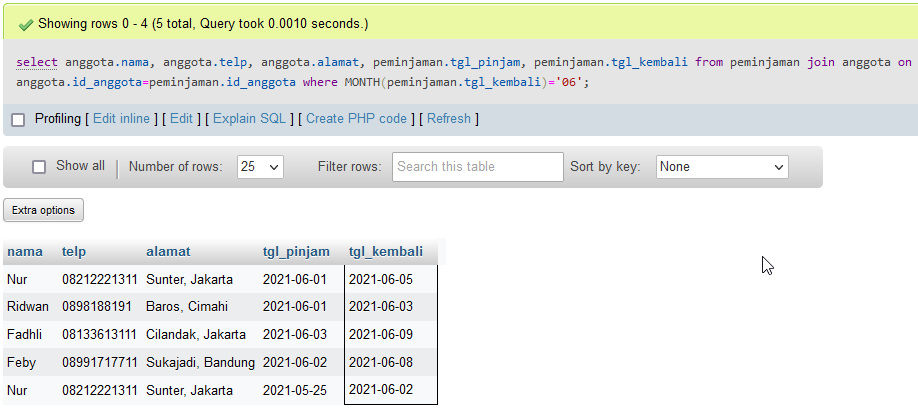 Showing rows 0 - 4 (5 total, Query took 0.0010 seconds.)
select anggota.nama, anggota.telp, anggota.alamat, peminjaman.tgl_pinjam, peminjaman.tgl_kembali from peminjaman join anggota on
anggota.id_anggota=peminjaman.id_anggota where MONTH(peminjaman.tgl_kembali)='06';
Profiling [ Edit inline ] [ Edit ] [ Explain SQL ] [ Create PHP code ] [ Refresh ]
Show all Number of rows: 25 Filter rows: Search this table Sort by key: None
Extra options
nama telp alamat tgl_pinjam tgl_kembali
Nur 08212221311 Sunter, Jakarta 2021-06-01 2021-06-05
Ridwan 0898188191 Baros, Cimahi 2021-06-01 2021-06-03
Fadhli 08133613111 Cilandak, Jakarta 2021-06-03 2021-06-09
Feby 08991717711 Sukajadi, Bandung 2021-06-02 2021-06-08
Nur 08212221311 Sunter, Jakarta 2021-05-25 2021-06-02